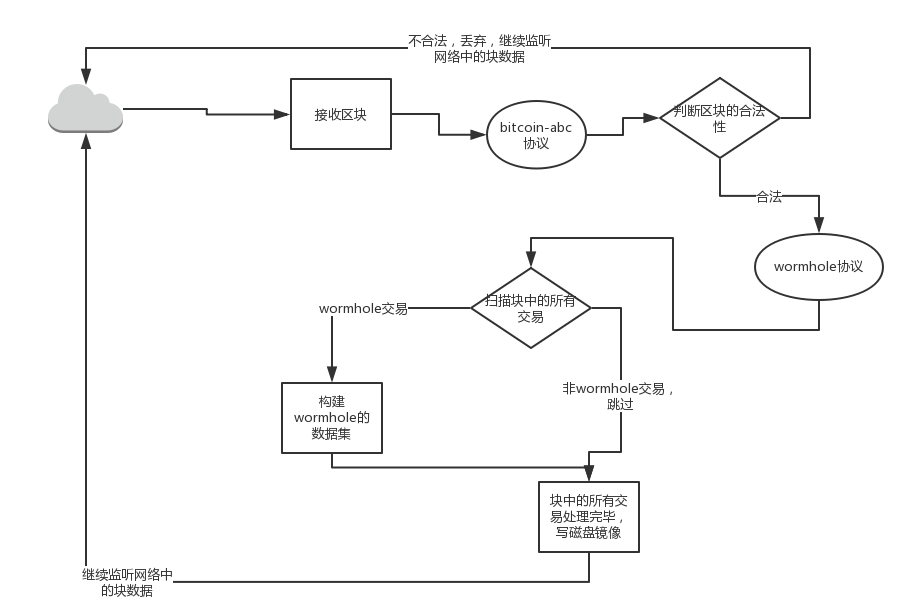 不合法，丢弃，继续监听
网络中的块数据
接收区块
bitcoin-abc
协议
判断区块的合法
性
合法
wormhole协议
扫描块中的所有
交易
wormhole交易
非wormhole交易，
跳过
构建
wormhole的
数据集
块中的所有交
易处理完毕，
写磁盘镜像
继续监听网络中
的块数据